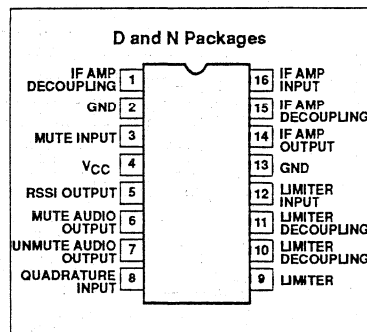 D and N Packages
IF AMP
DECOUPLING 1
GND 2
MUTE INPUT 3
VCC 4
RSSI OUTPUT 5
MUTE AUDIO
OUTPUT 6
UNMUTE AUDIO
OUTPUT 7
QUADRATURE
INPUT 8
16 IF AMP
INPUT
15 IF AMP
DECOUPLING
14 IF AMP
OUTPUT
13 GND
12 LIMITER
INPUT
11 LIMITER
DECOUPLING
10 LIMITER
DECOUPLING
9 LIMITER